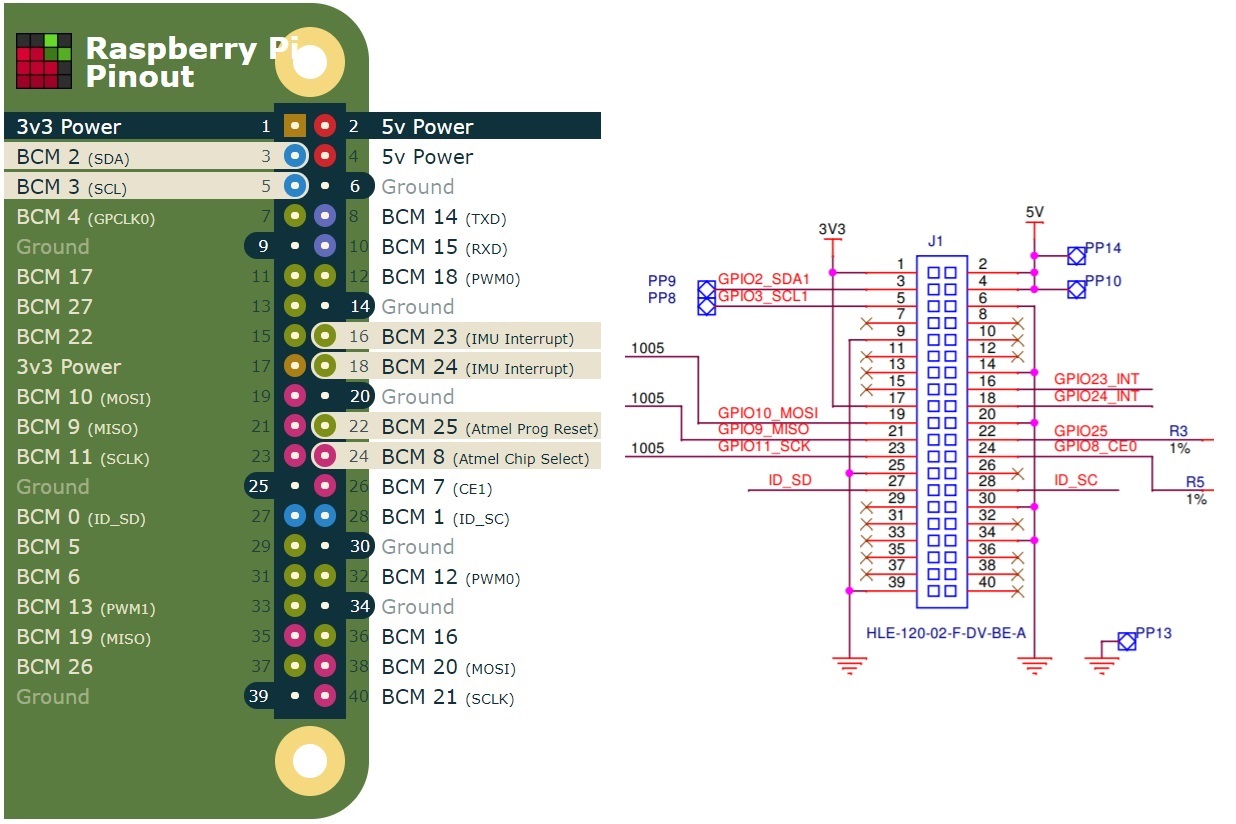 Raspberry Pi
Pinout
3v3 Power 1 2 5v Power
BCM 2 (SDA) 3 4 5v Power
BCM 3 (SCL) 5 6 Ground
BCM 4 (GPCLK0) 7 8 BCM 14 (TXD)
Ground 9 10 BCM 15 (RXD)
BCM 17 11 12 BCM 18 (PWM0)
BCM 27 13 14 Ground
BCM 22 15 16 BCM 23 (IMU Interrupt)
3v3 Power 17 18 BCM 24 (IMU Interrupt)
BCM 10 (MOSI) 19 20 Ground
BCM 9 (MISO) 21 22 BCM 25 (Atmel Prog Reset)
BCM 11 (SCLK) 23 24 BCM 8 (Atmel Chip Select)
Ground 25 26 BCM 7 (CE1)
BCM 0 (ID_SD) 27 28 BCM 1 (ID_SC)
BCM 5 29 30 Ground
BCM 6 31 32 BCM 12 (PWM0)
BCM 13 (PWM1) 33 34 Ground
BCM 19 (MISO) 35 36 BCM 16
BCM 26 37 38 BCM 20 (MOSI)
Ground 39 40 BCM 21 (SCLK)
5V
3V3
J1
PP14
1 2
PP9 GPIO2_SDA1 3 4 PP10
PP8 GPIO3_SCL1 5 6
7 8
9 10
1005 11 12
13 14
15 16 GPIO23_INT
1005 17 18 GPIO24_INT
GPIO10_MOSI 19 20
GPIO9_MISO 21 22 GPIO25 R3
1%
1005 GPIO11_SCK 23 24 GPIO8_CE0
25 26
ID_SD 27 28 ID_SC R5
1%
29 30
31 32
33 34
35 36
37 38
39 40
HLE-120-02-F-DV-BE-A
PP13